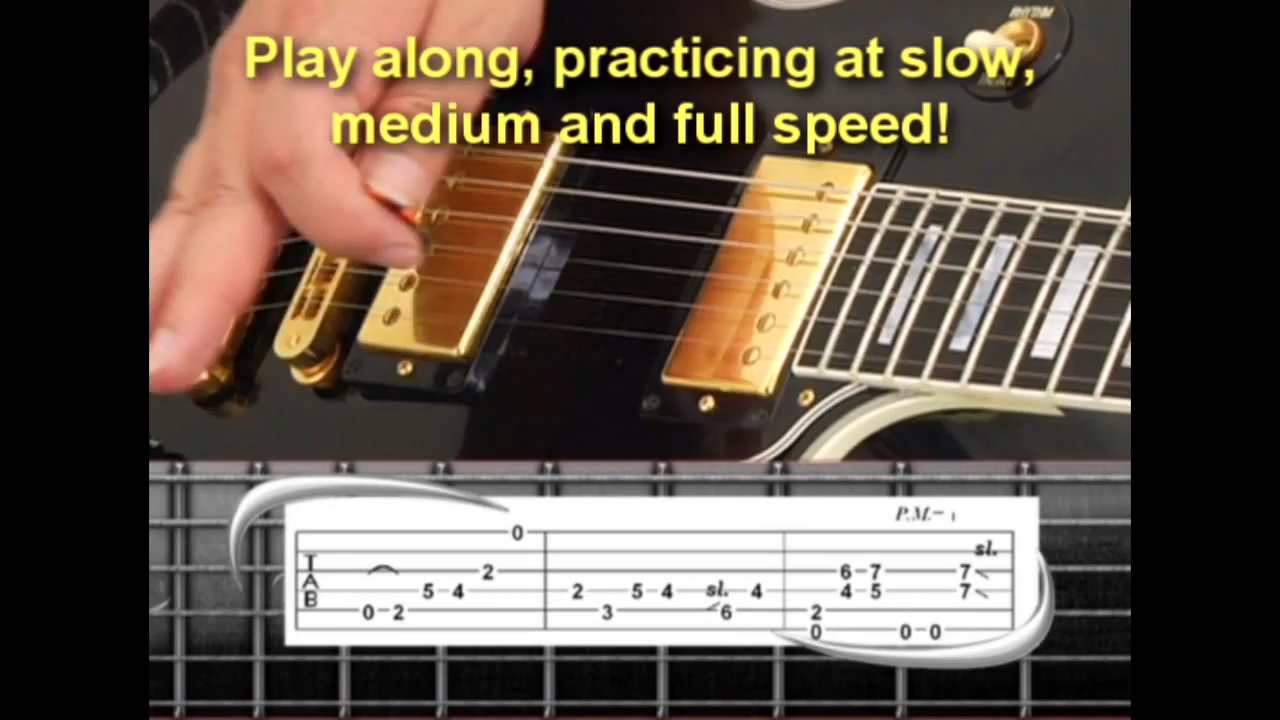 RHYTHM
Play along, practicing at slow,
medium and full speed!
P.M.
0 sl.
T 2 6-7 7
A 5-4 2 5-4 sl. 4 4-5 7
B 0-2 3 6 2
0 0-0